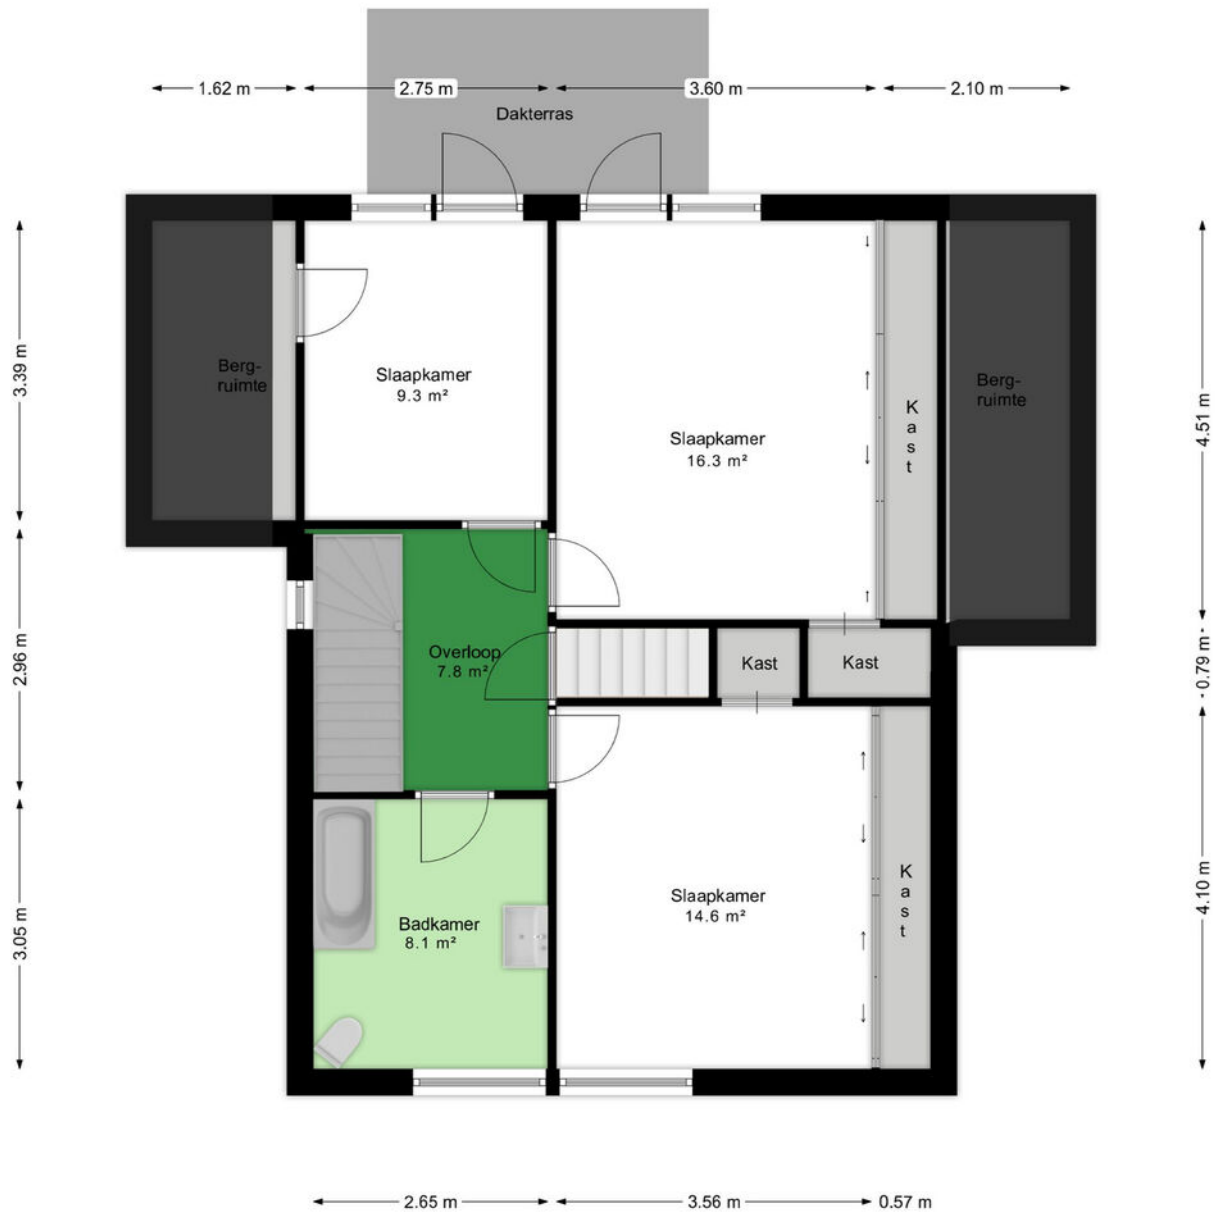 1.62 m
2.75 m
3.60 m
2.10 m
Dakterras
3.39 m
Berg-
ruimte
Slaapkamer
9.3 m²
Slaapkamer
16.3 m²
Kast
Berg-
ruimte
4.51 m
2.96 m
Overloop
7.8 m²
Kast
Kast
0.79 m
3.05 m
Badkamer
8.1 m²
Slaapkamer
14.6 m²
Kast
4.10 m
2.65 m
3.56 m
0.57 m